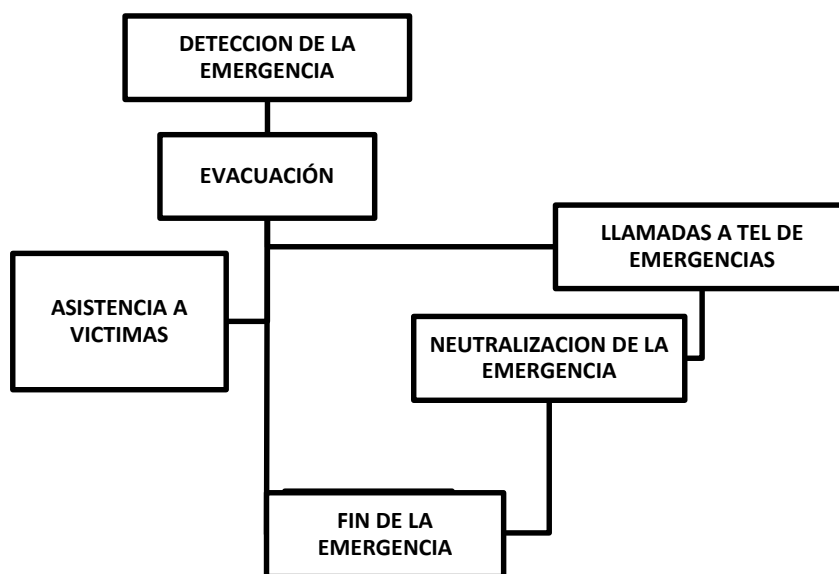 DETECCION DE LA
EMERGENCIA
EVACUACIÓN
LLAMADAS A TEL DE
EMERGENCIAS
ASISTENCIA A
VICTIMAS
NEUTRALIZACION DE LA
EMERGENCIA
FIN DE LA
EMERGENCIA